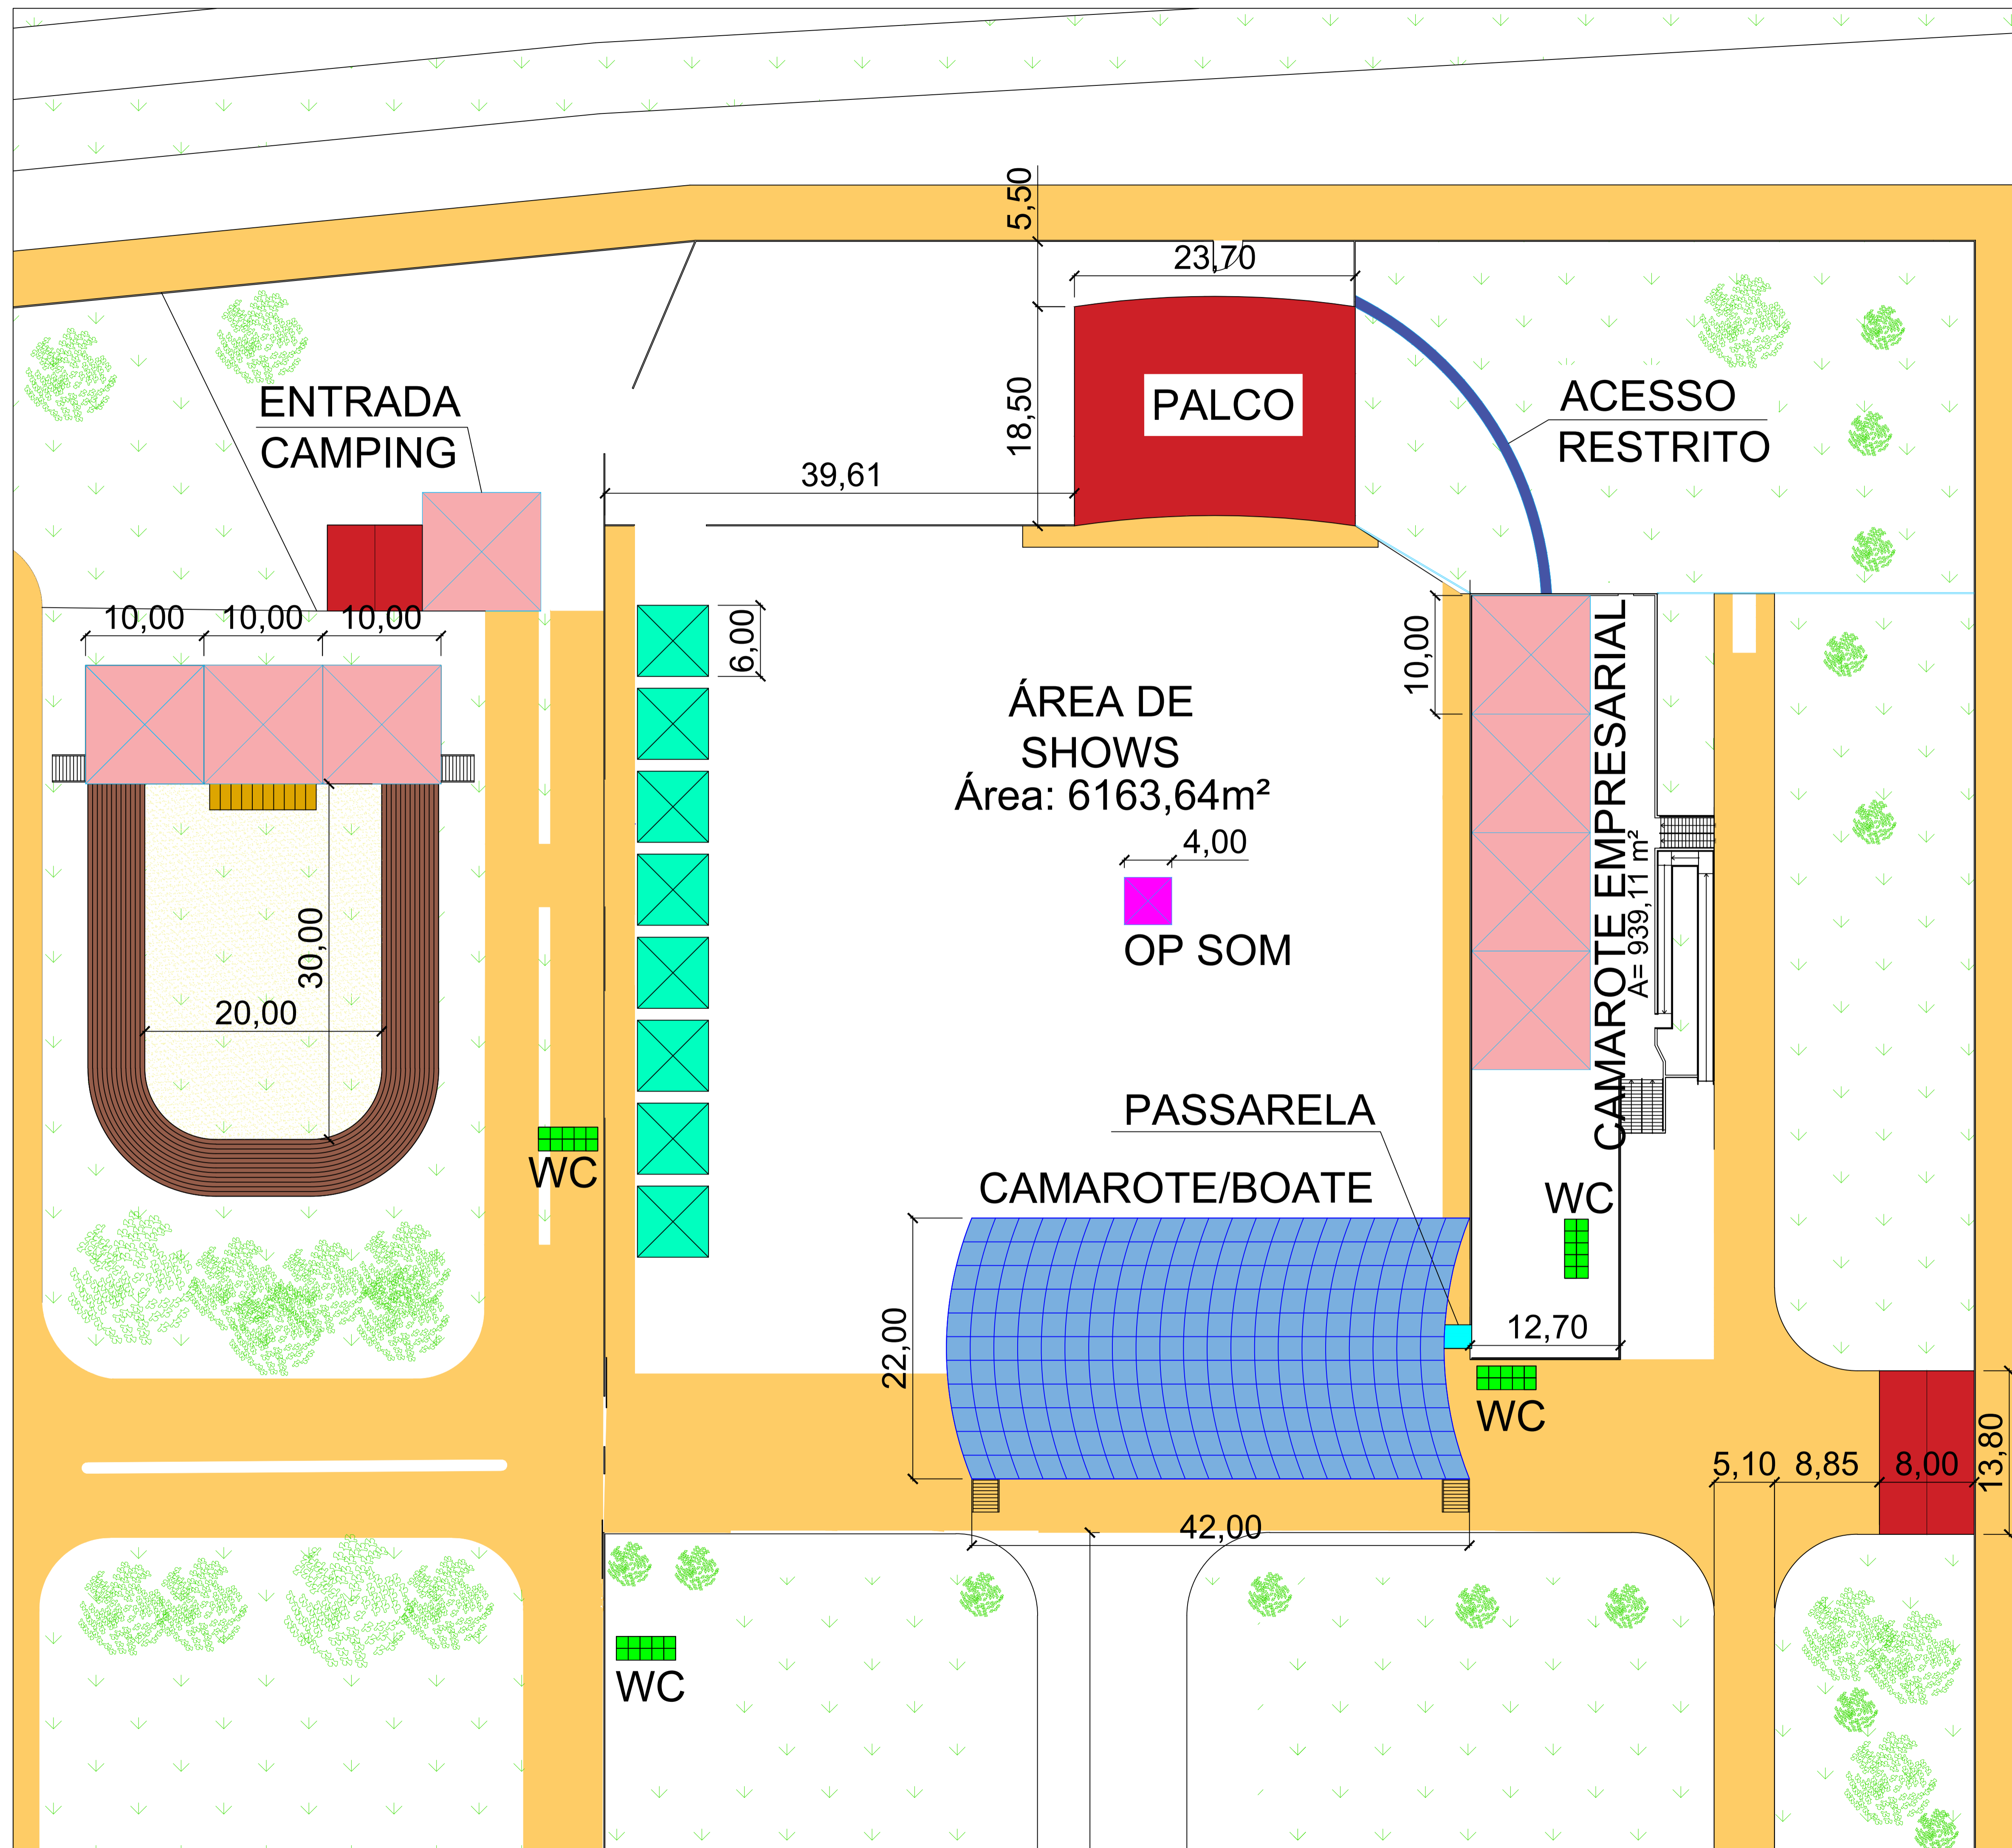 5,50
23,70
ENTRADA
CAMPING
PALCO
18,50
ACESSO
RESTRITO
39,61
10,00
10,00
10,00
6,00
10,00
ÁREA DE
SHOWS
Área: 6163,64m²
4,00
OP SOM
CAMAROTE EMPRESARIAL
A= 939,11 m²
30,00
20,00
PASSARELA
WC
CAMAROTE/BOATE
WC
22,00
12,70
WC
5,10
8,85
8,00
13,80
42,00
WC